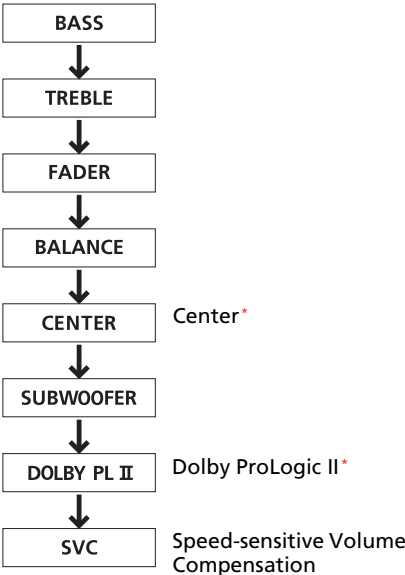 BASS
TREBLE
FADER
BALANCE
CENTER
Center*
SUBWOOFER
DOLBY PL Ⅱ
Dolby ProLogic II*
SVC
Speed-sensitive Volume
Compensation